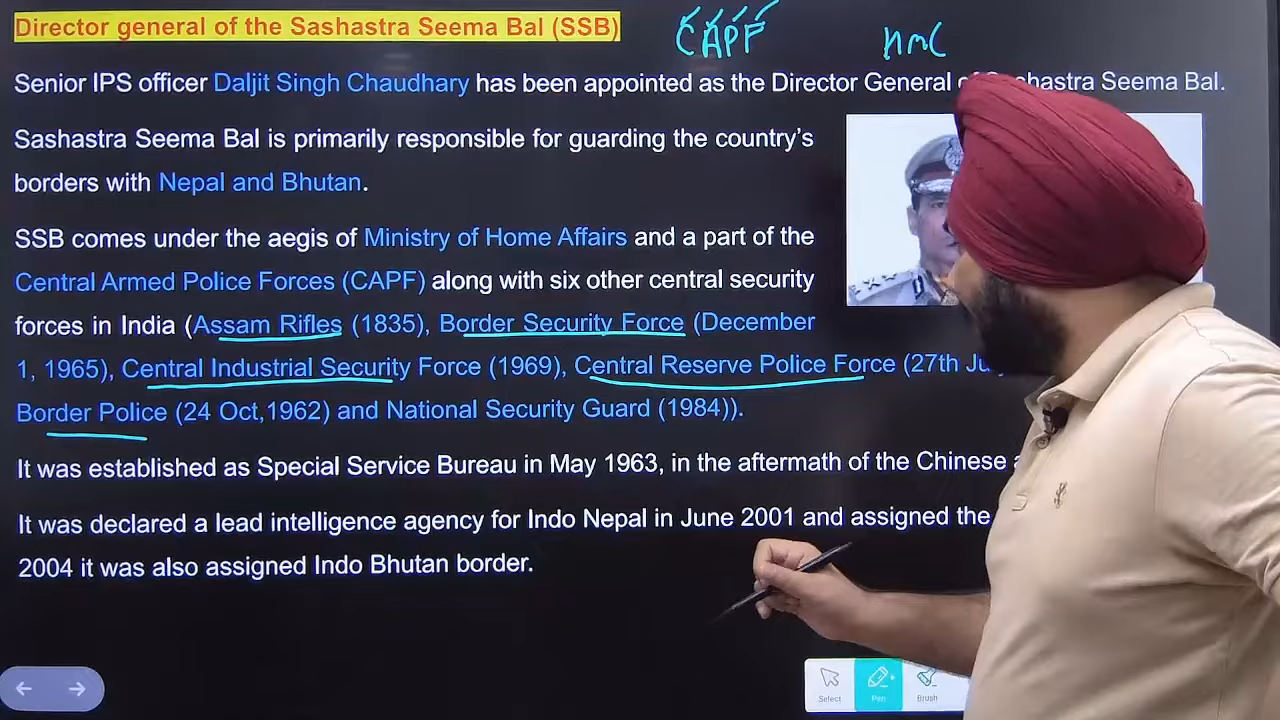 Director general of the Sashastra Seema Bal (SSB)
CAPF
Senior IPS officer Daljit Singh Chaudhary has been appointed as the Director General Sashastra Seema Bal.
Sashastra Seema Bal is primarily responsible for guarding the country's
borders with Nepal and Bhutan.
SSB comes under the aegis of Ministry of Home Affairs and a part of the
Central Armed Police Forces (CAPF) along with six other central security
forces in India (Assam Rifles (1835), Border Security Force (December
1, 1965), Central Industrial Security Force (1969), Central Reserve Police Force (27th
Border Police (24 Oct,1962) and National Security Guard (1984)).
It was established as Special Service Bureau in May 1963, in the aftermath of the Chinese
It was declared a lead intelligence agency for Indo Nepal in June 2001 and assigned the
2004 it was also assigned Indo Bhutan border.
Select
Pen
Brush